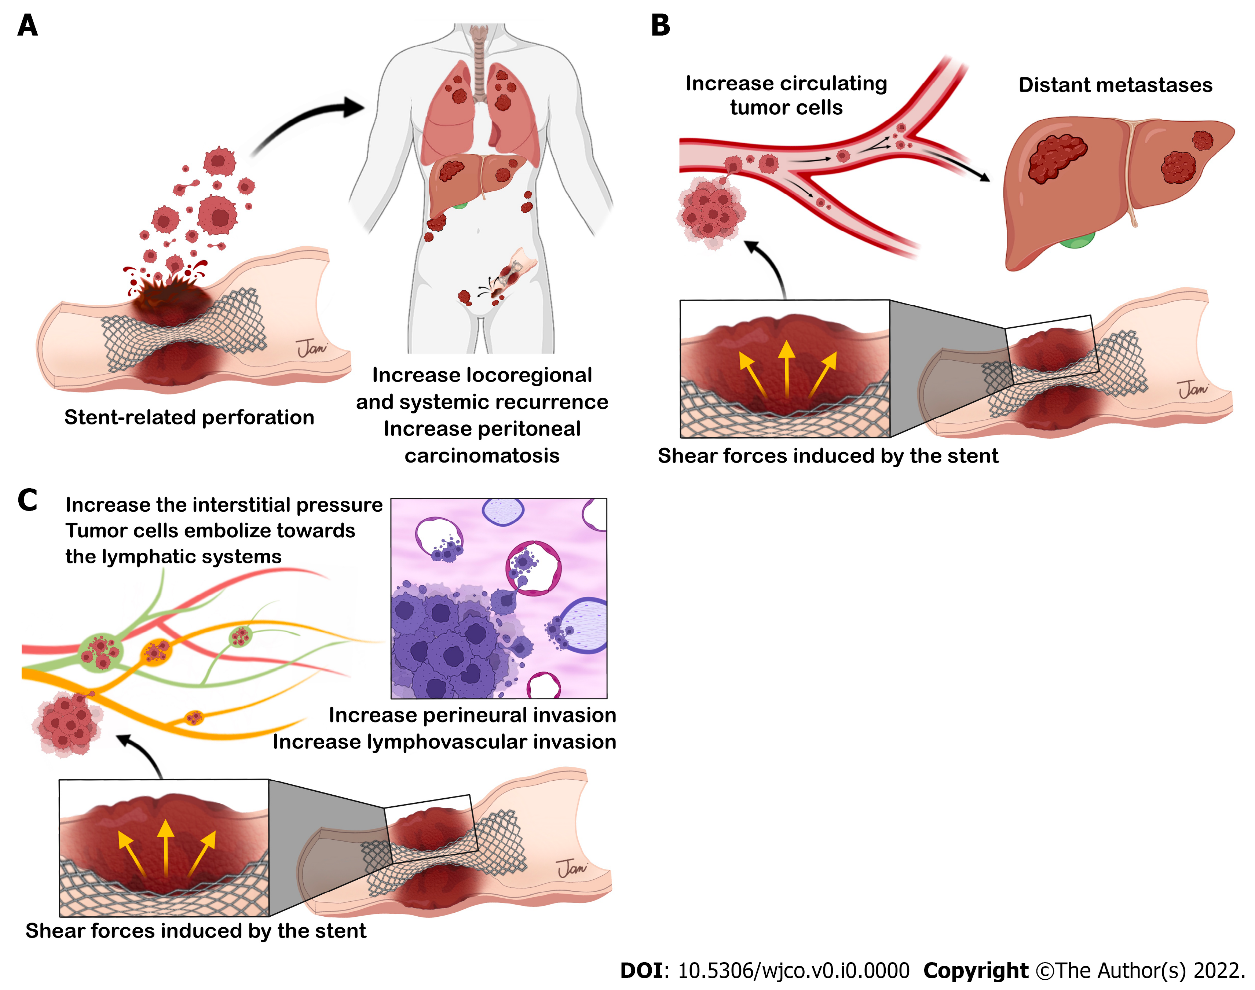 A
Stent-related perforation
Jani
Increase locoregional
and systemic recurrence
Increase peritoneal
carcinomatosis
B
Increase circulating
tumor cells
Distant metastases
Jani
Shear forces induced by the stent
C
Increase the interstitial pressure
Tumor cells embolize towards
the lymphatic systems
Increase perineural invasion
Increase lymphovascular invasion
Jani
Shear forces induced by the stent
DOI: 10.5306/wjco.v0.i0.0000 Copyright ©The Author(s) 2022.